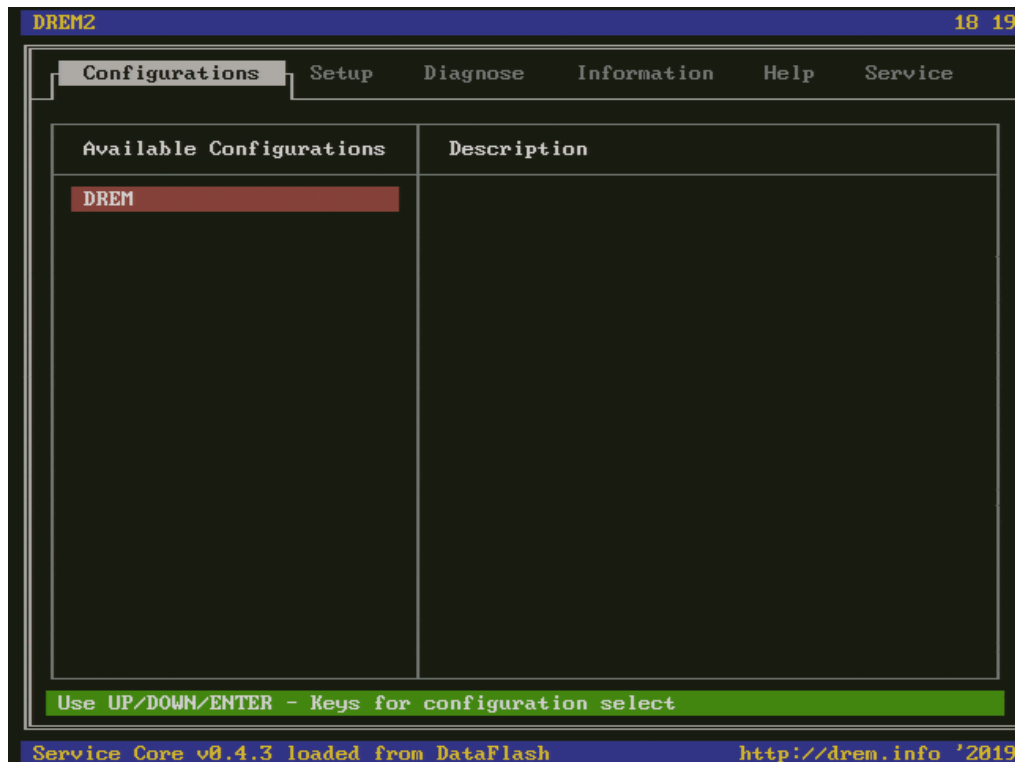 DREM2 18 19
Configurations Setup Diagnose Information Help Service
Available Configurations Description
DREM
Use UP/DOWN/ENTER - Keys for configuration select
Service Core v0.4.3 loaded from DataFlash http://drem.info '2019